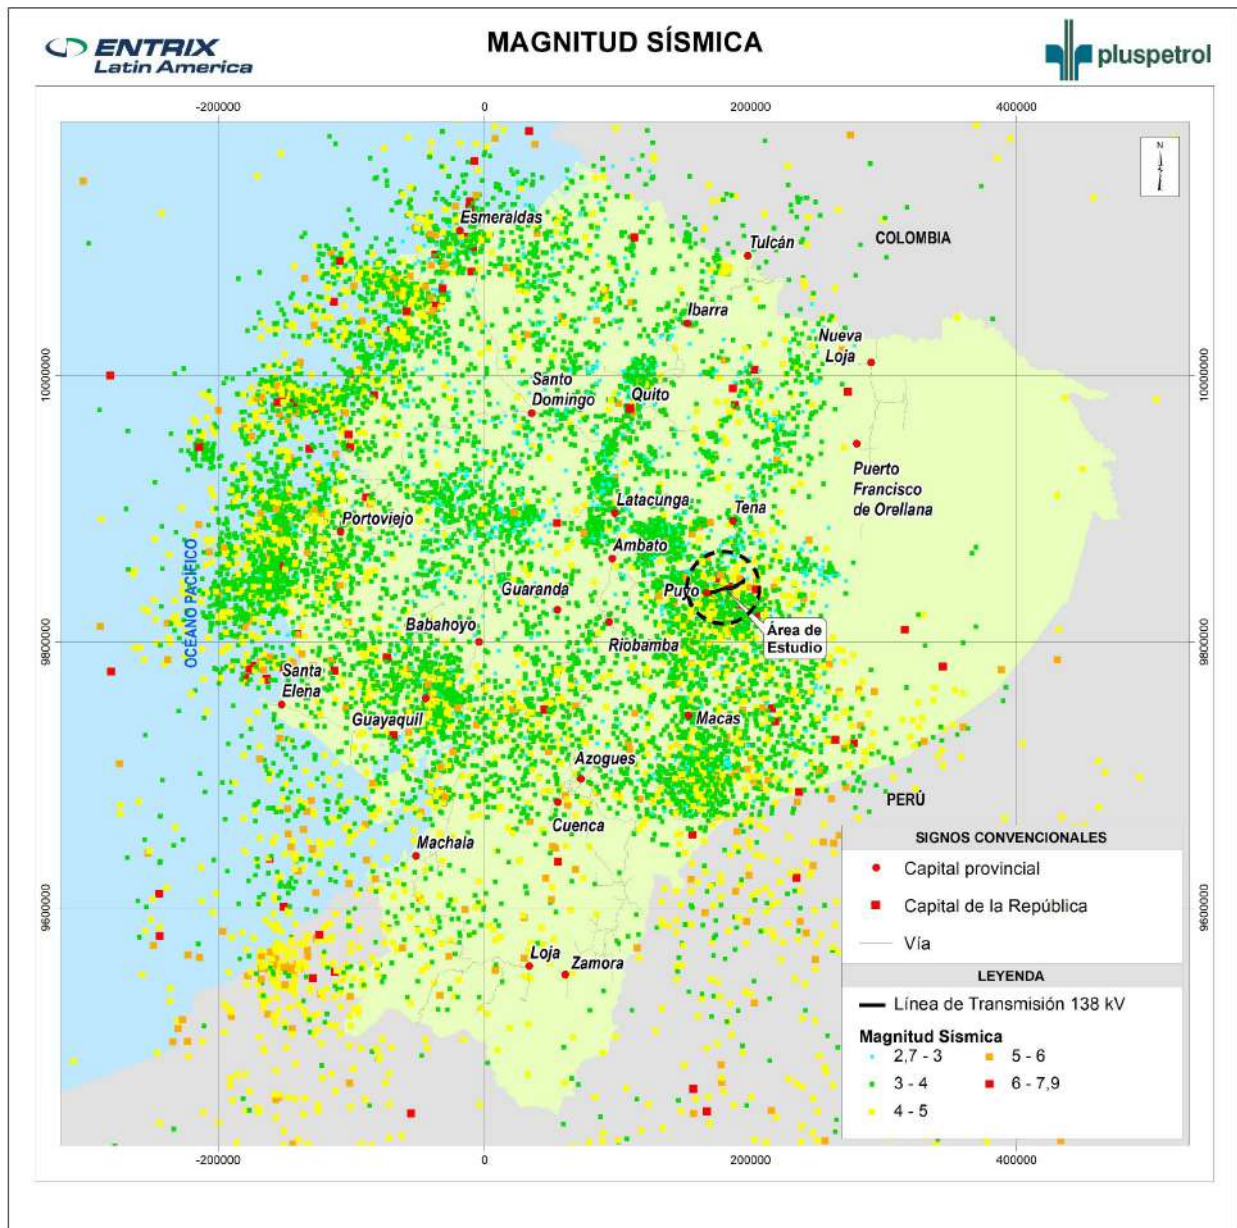 ENTRIX
Latin America
MAGNITUD SÍSMICA
pluspetrol
-200000
0
200000
400000
N
Esmeraldas
Tulcán
COLOMBIA
Ibarra
Nueva
Loja
10000000
10000000
Santo
Domingo
Quito
Puerto
Francisco
de Orellana
Latacunga
Tena
Portoviejo
Ambato
OCEANO PACÍFICO
Guaranda
Puyo
Babahoyo
Riobamba
Área de
Estudio
9800000
9800000
Santa
Elena
Guayaquil
Macas
Azogues
PERÚ
Cuenca
Machala
SIGNOS CONVENCIONALES
Capital provincial
Capital de la República
Vía
9600000
9600000
Loja
Zamora
LEYENDA
Línea de Transmisión 138 kV
Magnitud Sísmica
2,7 - 3
5 - 6
3 - 4
6 - 7,9
4 - 5
-200000
0
200000
400000